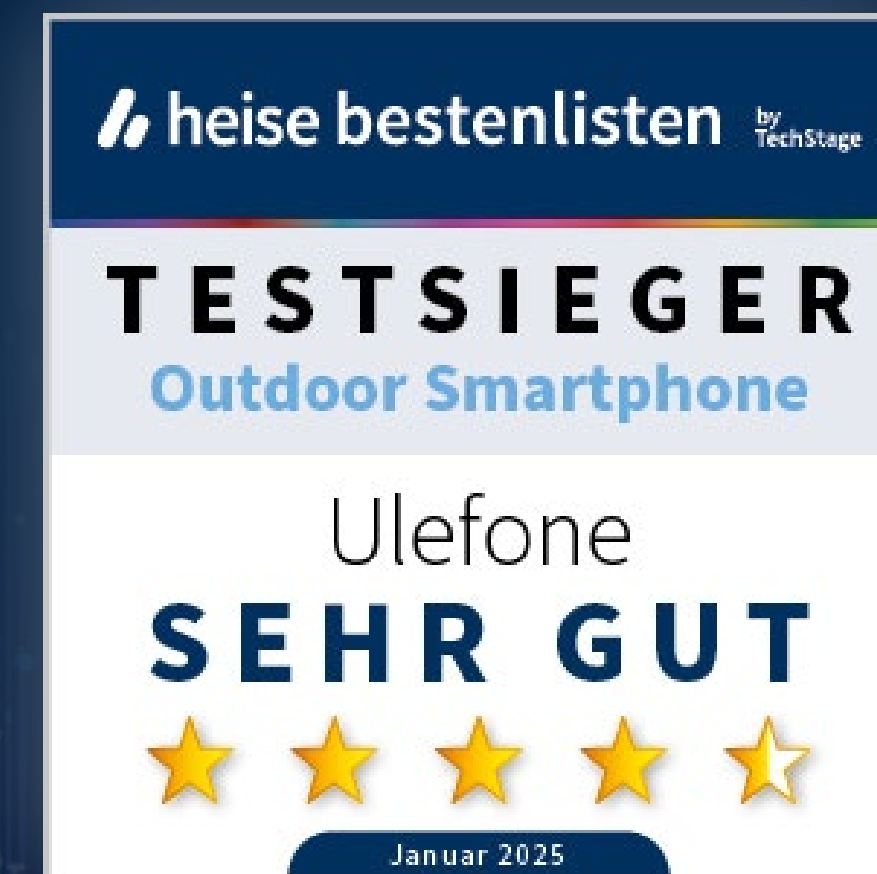 heise bestenlisten by TechStage
TESTSIEGER
Outdoor Smartphone
Ulefone
SEHR GUT
Januar 2025